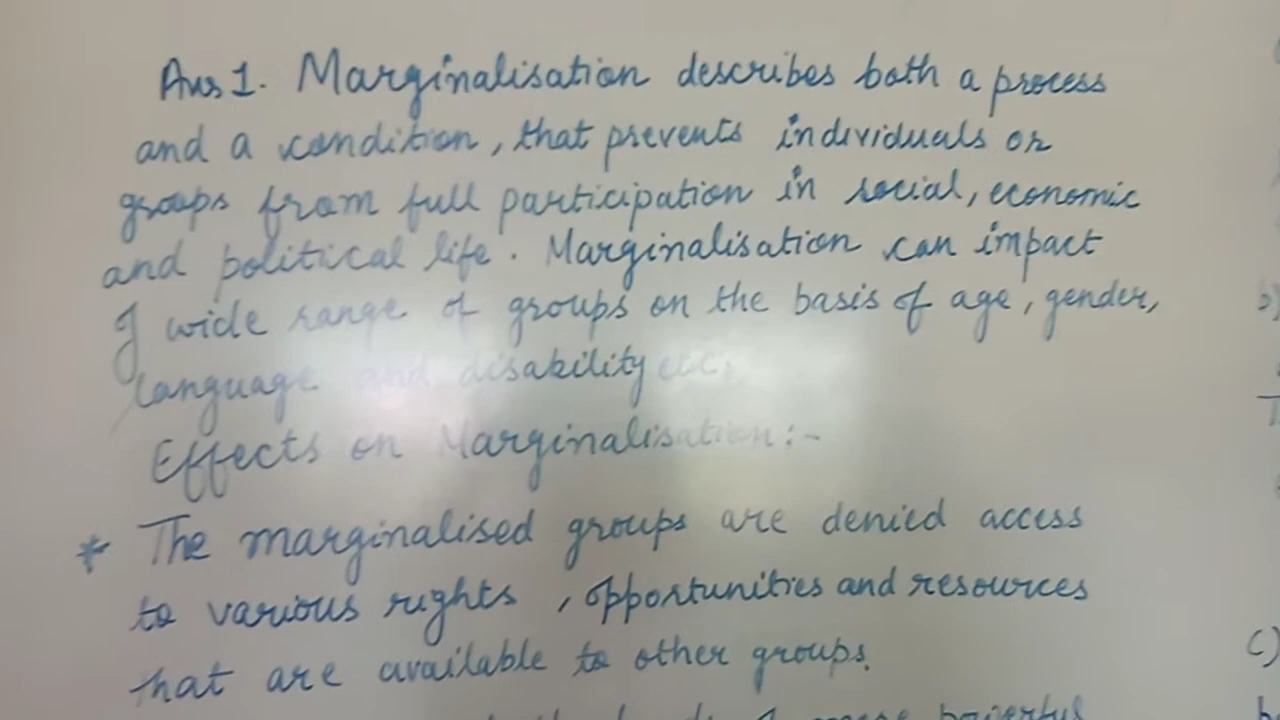 Ans 1. Marginalisation describes both a process
and a condition, that prevents individuals or
groups from full participation in social, economic
and political life. Marginalisation can impact
wide range of groups on the basis of age, gender,
language and disability etc.
Effects on Marginalisation:-
* The marginalised groups are denied access
to various rights , opportunities and resources
that are available to other groups.
more powerful
b)
c)